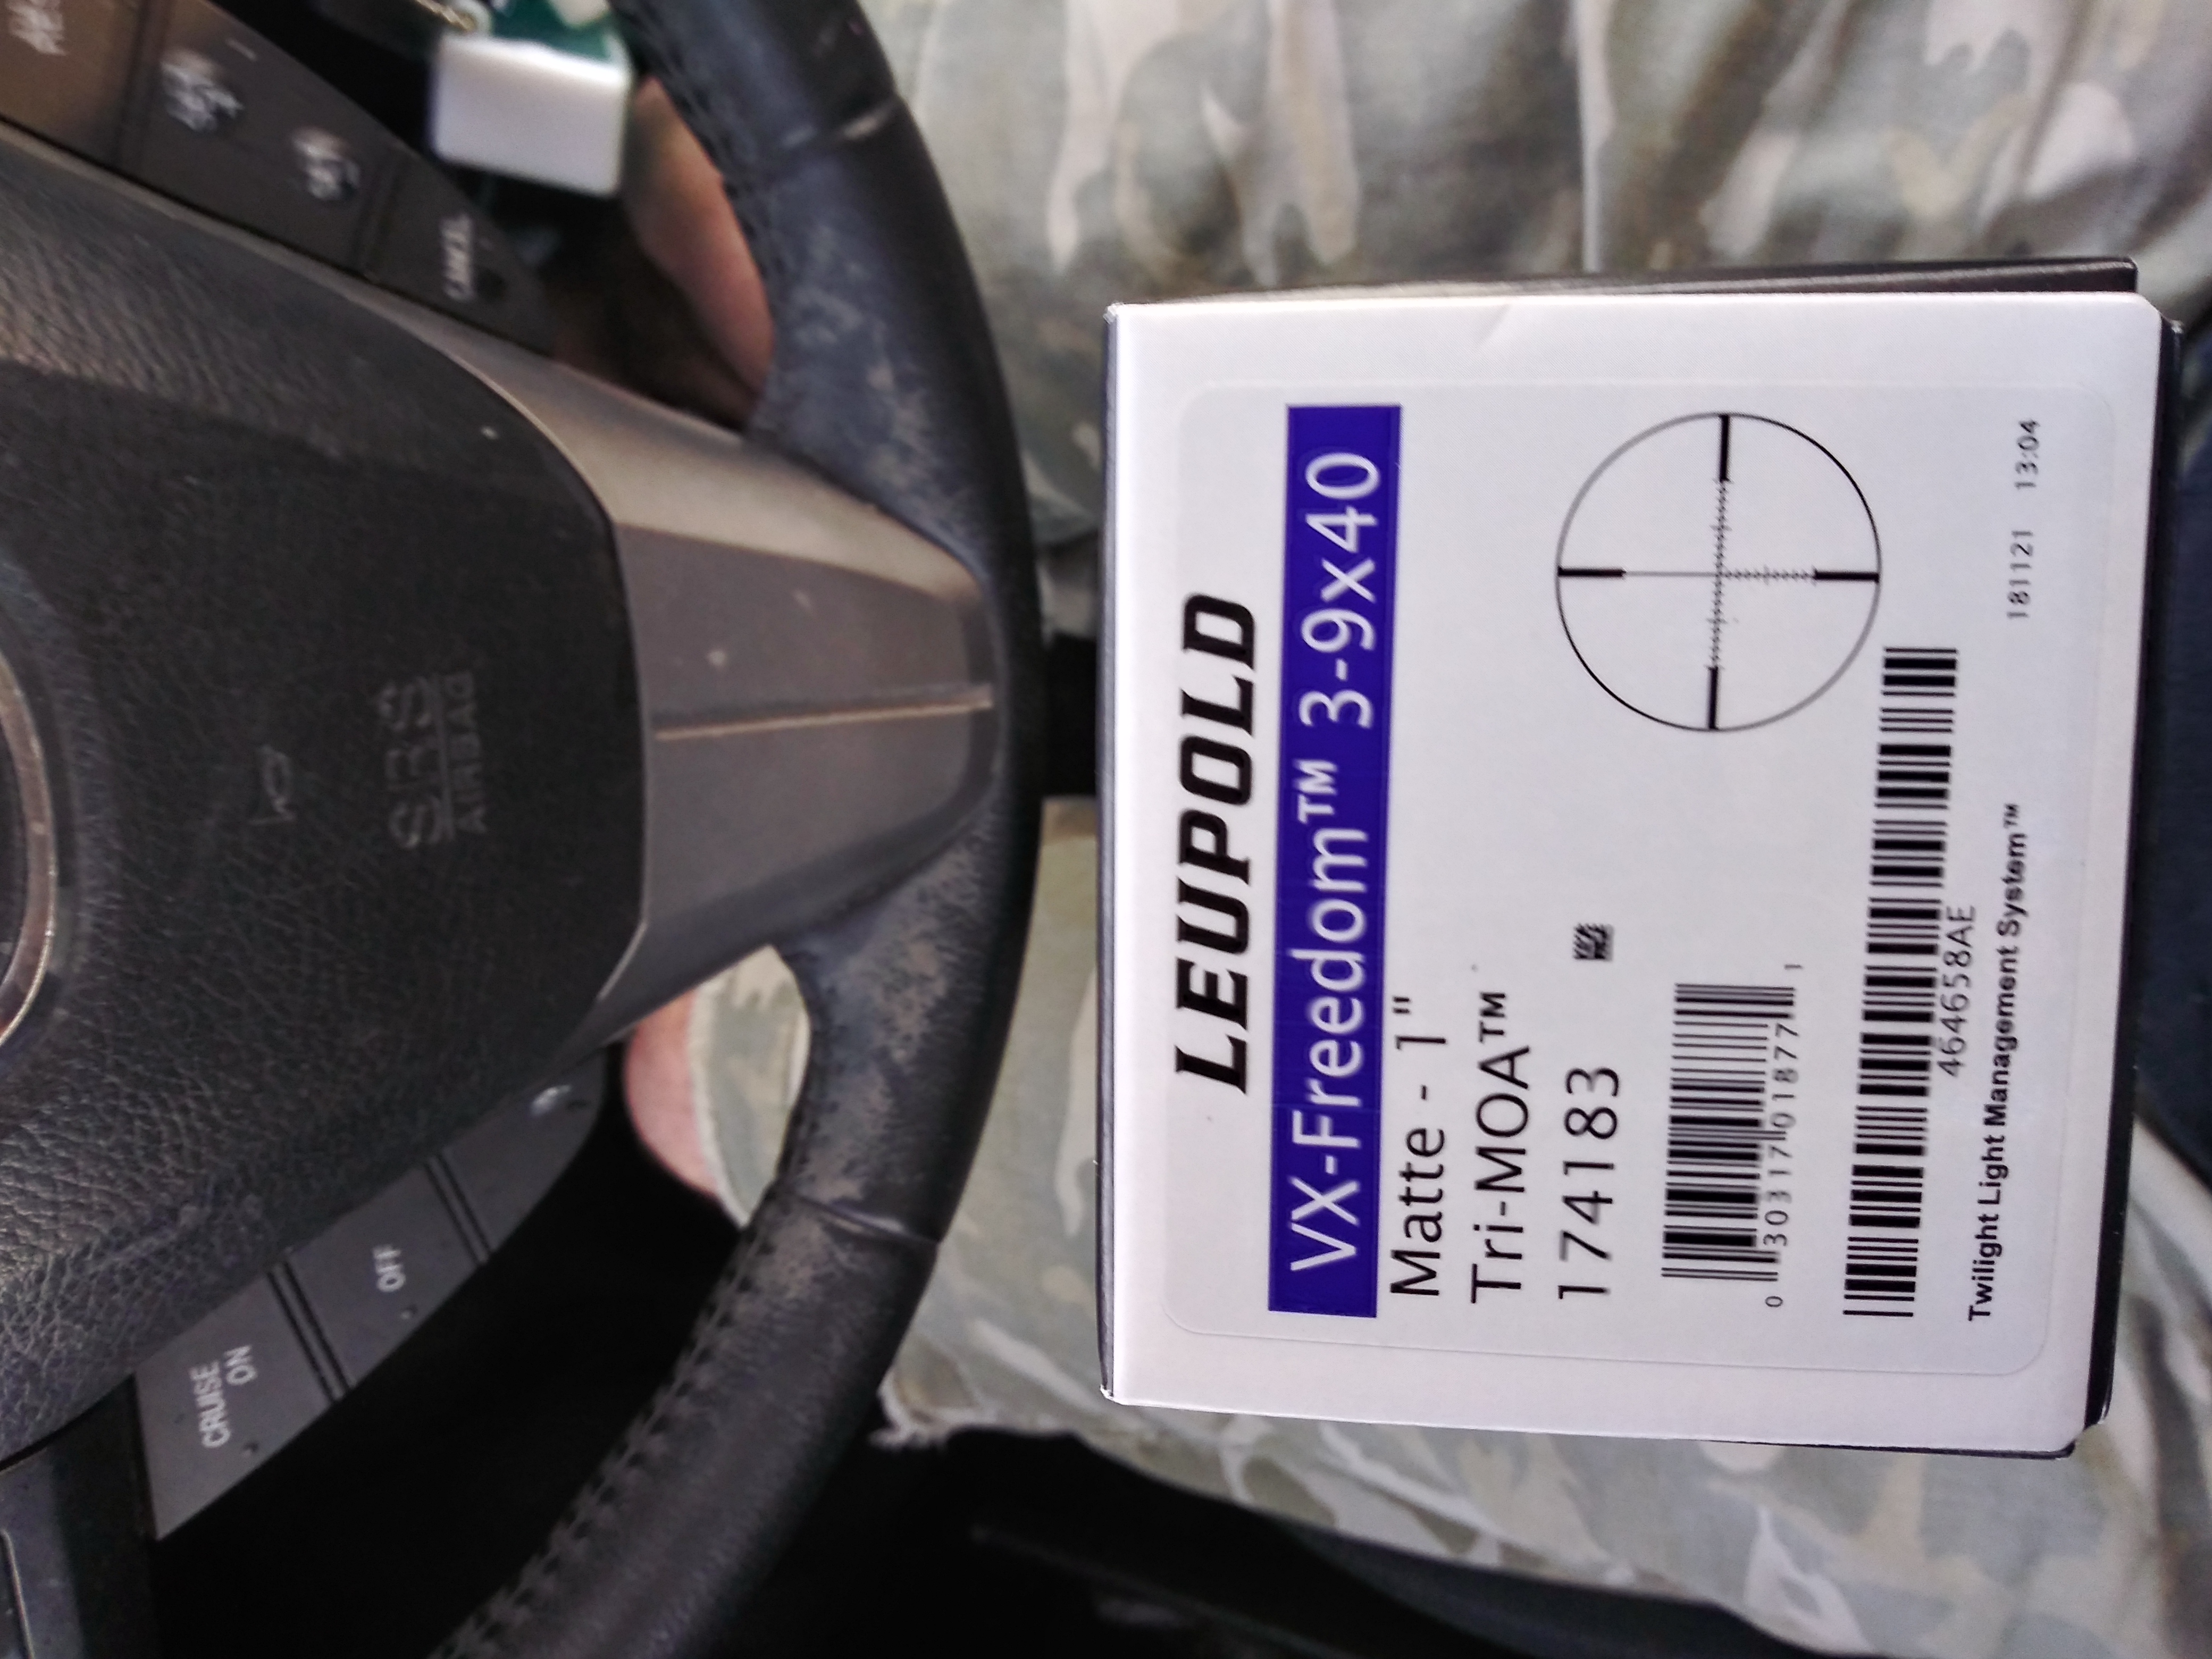 LEUPOLD
VX-Freedom™ 3-9x40
Matte - 1"
Tri-MOA™
174183
0 30317 01877 1
464658AE
Twilight Light Management System™
181121 13:04
SRS
AIRBAG
CRUISE
ON
OFF
CANCEL